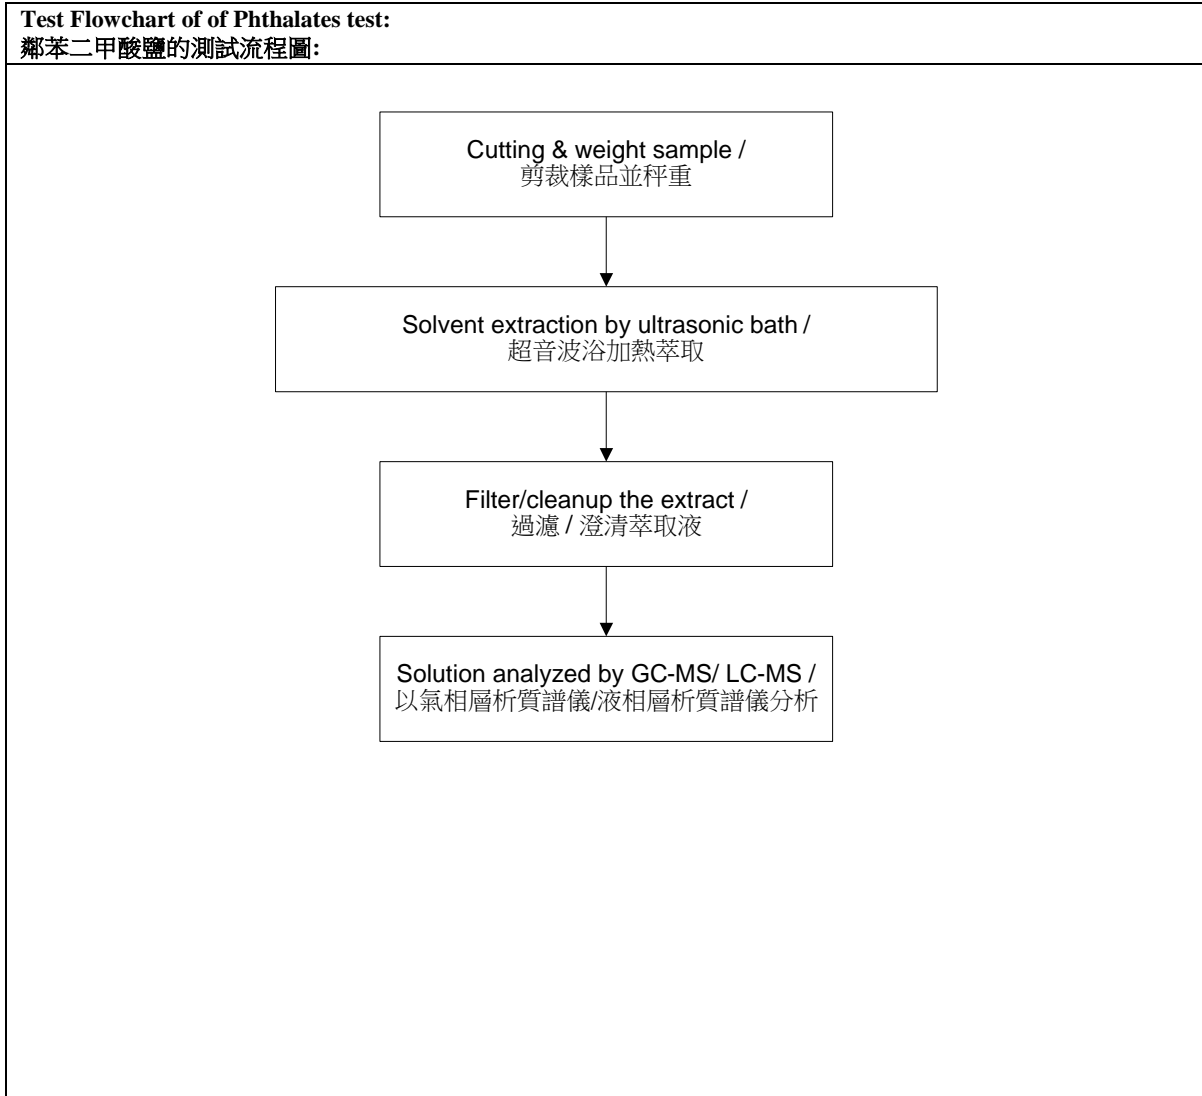 Test Flowchart of of Phthalates test:
鄰苯二甲酸鹽的測試流程圖:
Cutting & weight sample /
剪裁樣品並秤重
Solvent extraction by ultrasonic bath /
超音波浴加熱萃取
Filter/cleanup the extract /
過濾 / 澄清萃取液
Solution analyzed by GC-MS/ LC-MS /
以氣相層析質譜儀/液相層析質譜儀分析